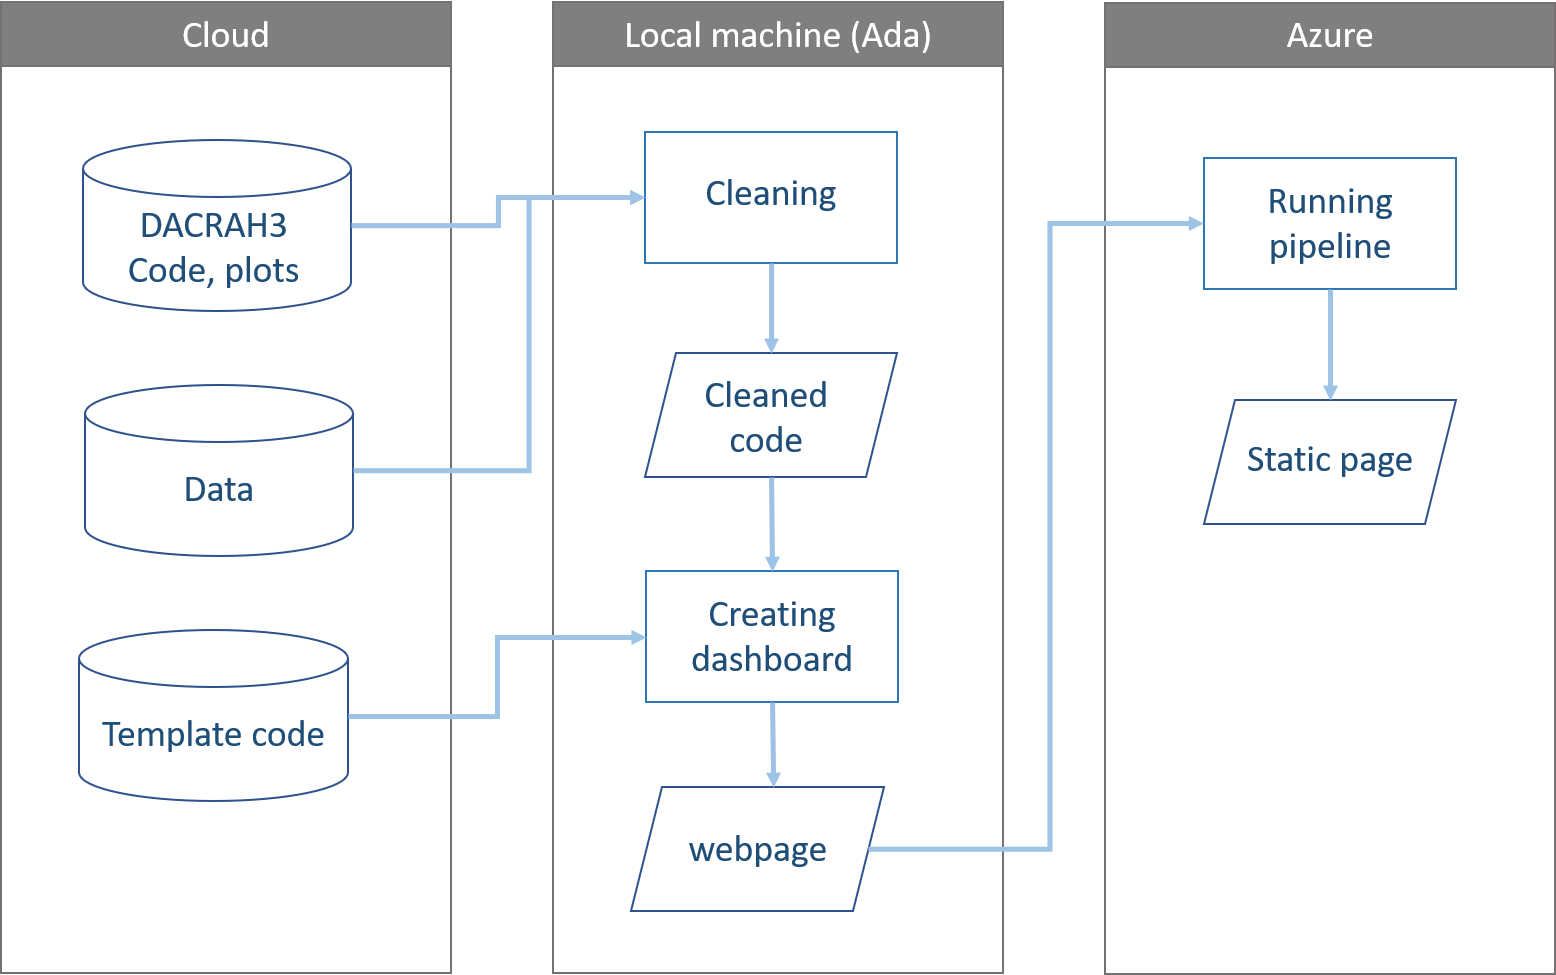 Cloud
DACRAH3
Code, plots
Data
Template code
Local machine (Ada)
Cleaning
Cleaned
code
Creating
dashboard
webpage
Azure
Running
pipeline
Static page